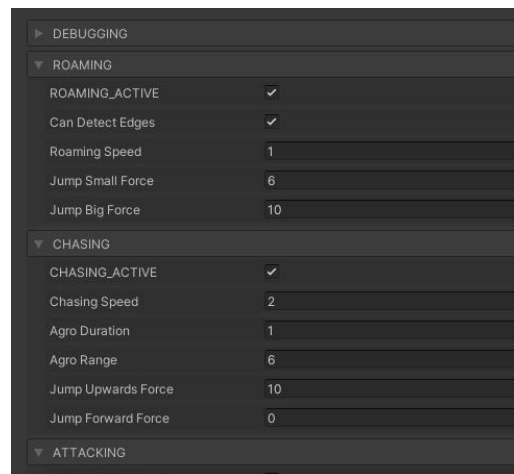 DEBUGGING
ROAMING
ROAMING_ACTIVE
Can Detect Edges
Roaming Speed 1
Jump Small Force 6
Jump Big Force 10
CHASING
CHASING_ACTIVE
Chasing Speed 2
Agro Duration 1
Agro Range 6
Jump Upwards Force 10
Jump Forward Force 0
ATTACKING